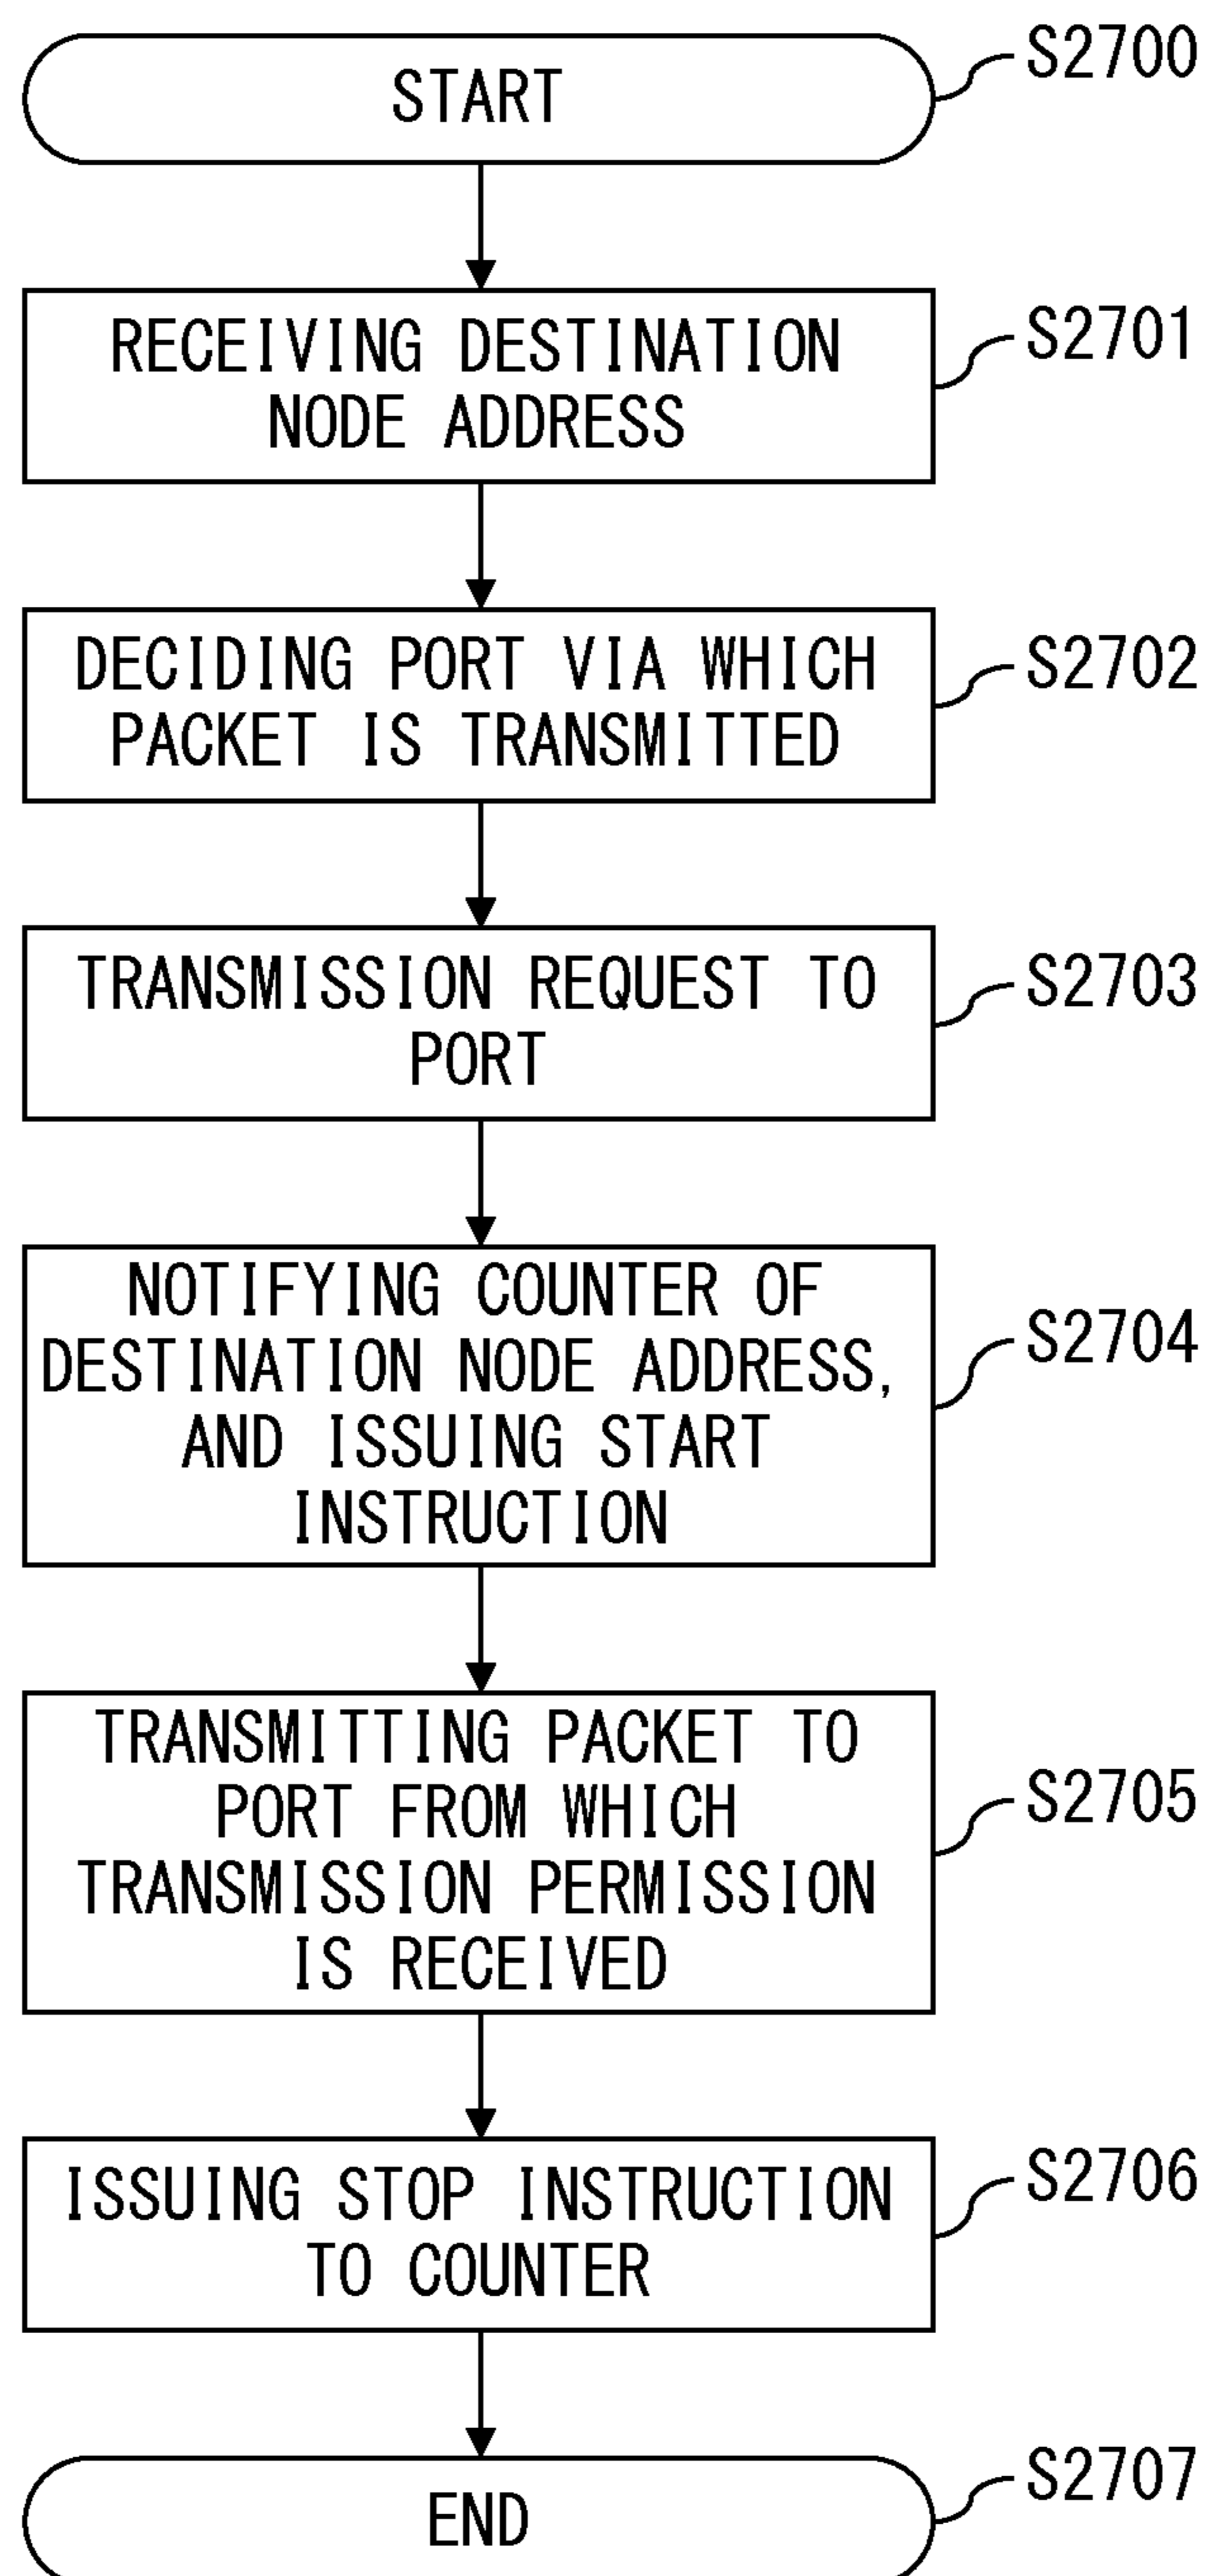 START
S2700
RECEIVING DESTINATION
NODE ADDRESS
S2701
DECIDING PORT VIA WHICH
PACKET IS TRANSMITTED
S2702
TRANSMISSION REQUEST TO
PORT
S2703
NOTIFYING COUNTER OF
DESTINATION NODE ADDRESS,
AND ISSUING START
INSTRUCTION
S2704
TRANSMITTING PACKET TO
PORT FROM WHICH
TRANSMISSION PERMISSION
IS RECEIVED
S2705
ISSUING STOP INSTRUCTION
TO COUNTER
S2706
END
S2707